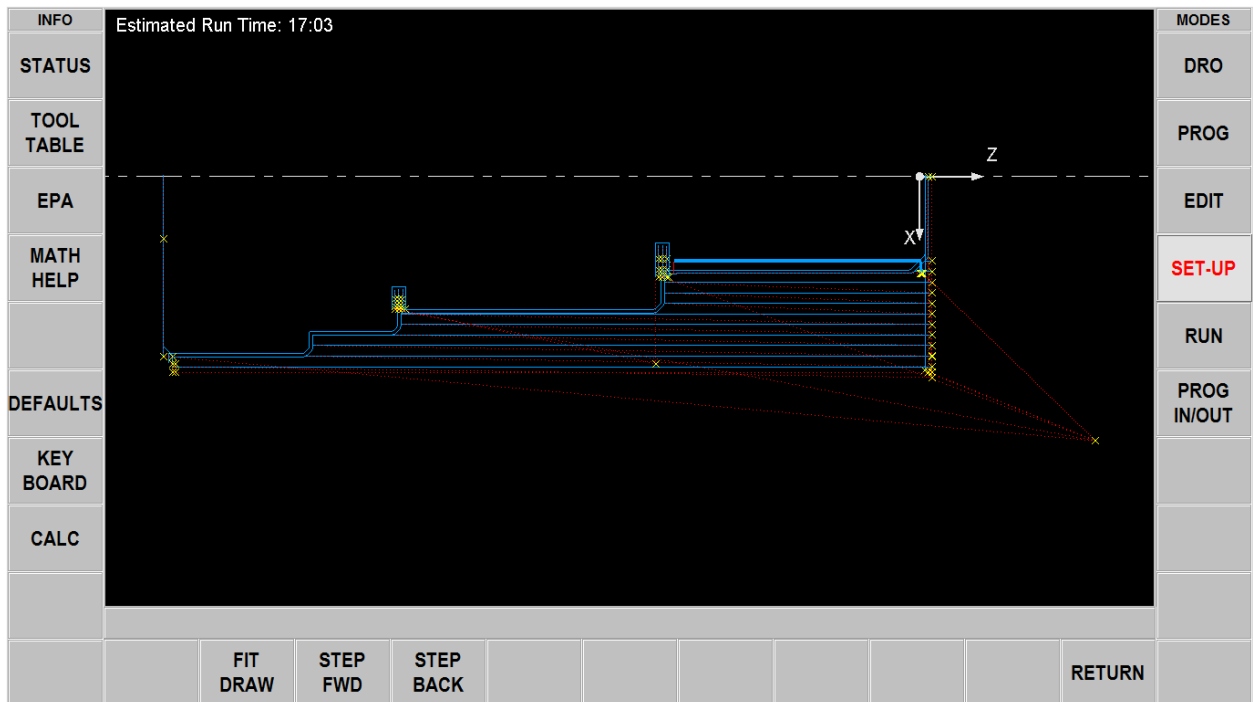 INFO
Estimated Run Time: 17:03
MODES
STATUS
DRO
TOOL
TABLE
PROG
EPA
EDIT
MATH
HELP
SET-UP
RUN
DEFAULTS
PROG
IN/OUT
KEY
BOARD
CALC
Z
X
FIT
DRAW
STEP
FWD
STEP
BACK
RETURN